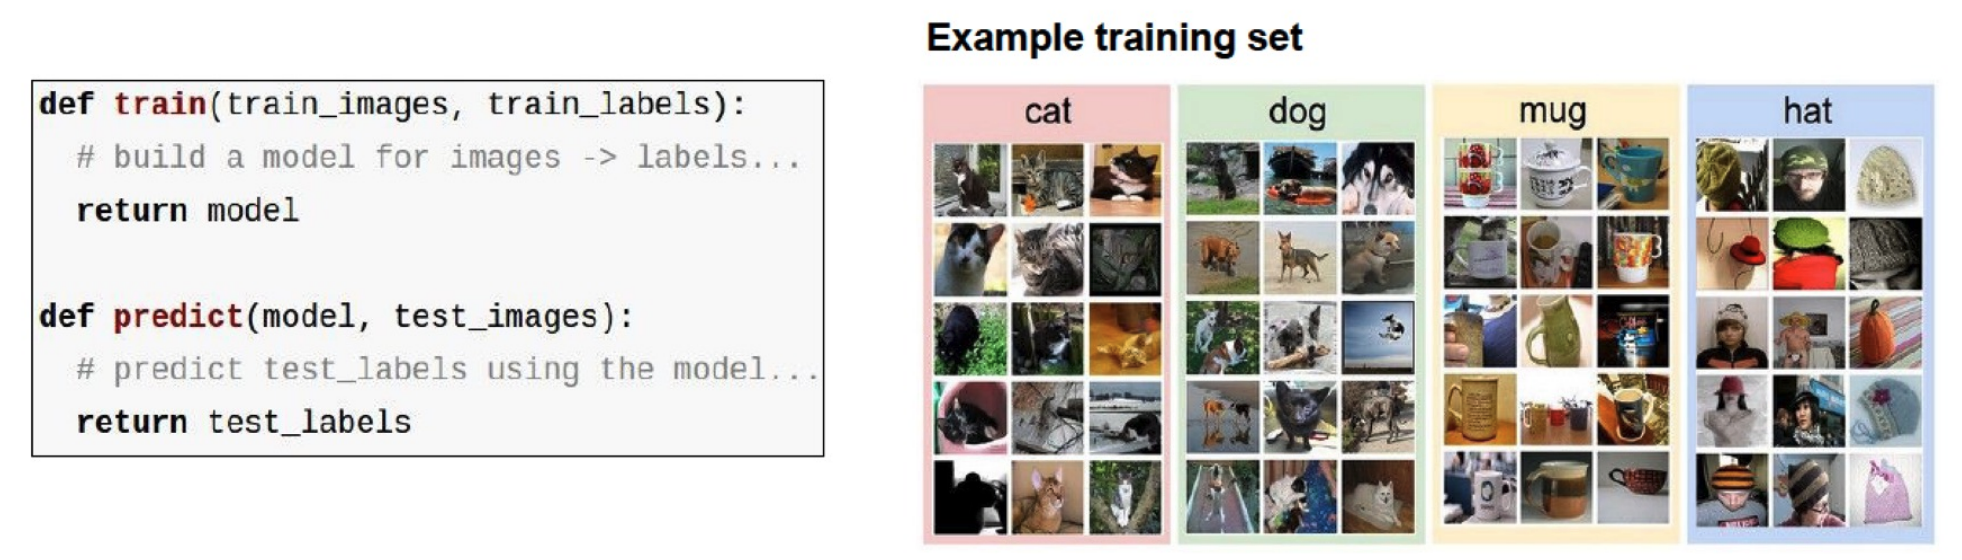 Example training set
def train(train_images, train_labels):
# build a model for images -> labels...
return model
def predict(model, test_images):
# predict test_labels using the model...
return test_labels
cat
dog
mug
hat